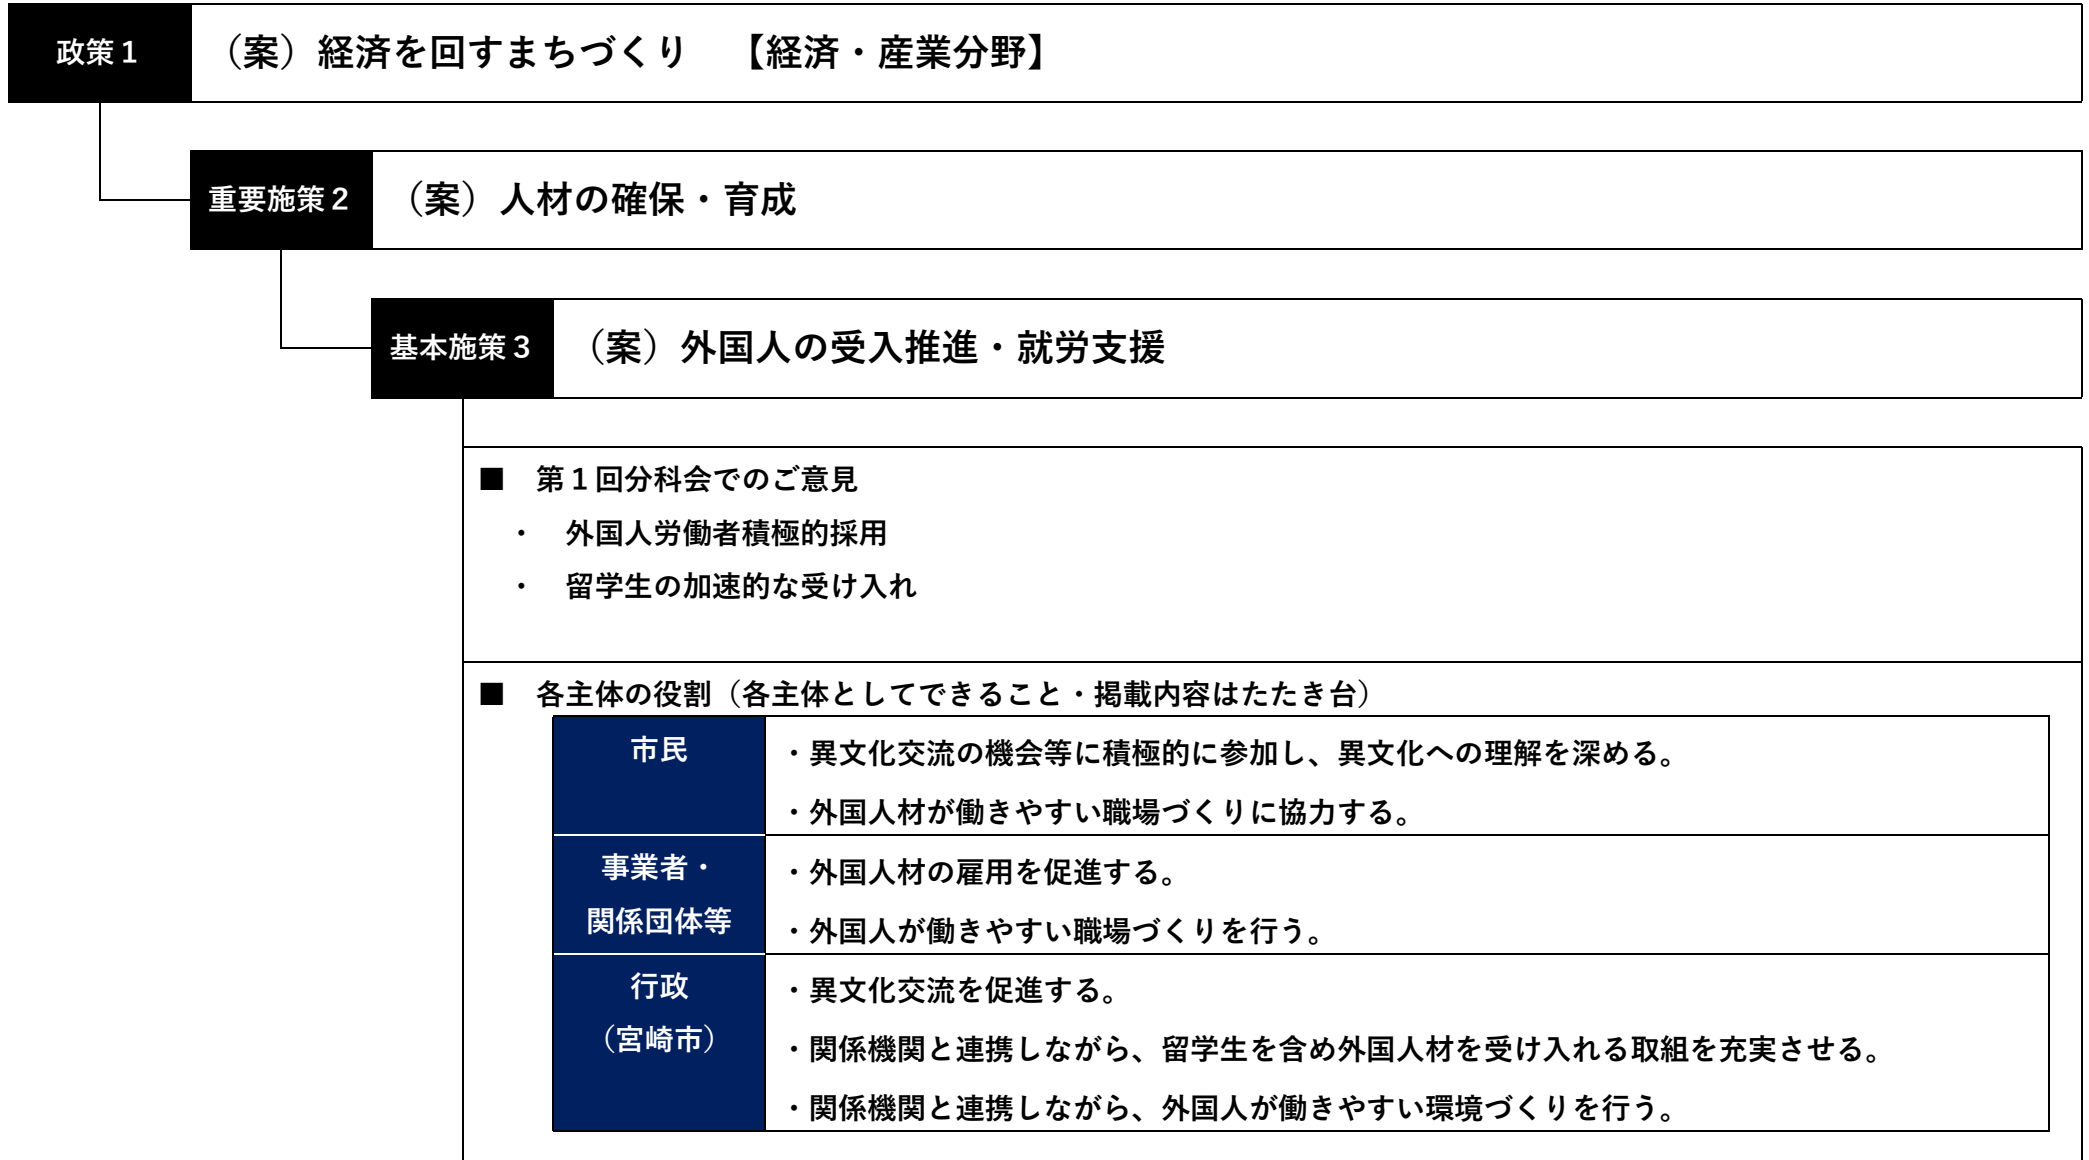 政策１
（案）経済を回すまちづくり　【経済・産業分野】
重要施策２
（案）人材の確保・育成
基本施策３
（案）外国人の受入推進・就労支援
■　第１回分科会でのご意見
・　外国人労働者積極的採用
・　留学生の加速的な受け入れ
■　各主体の役割（各主体としてできること・掲載内容はたたき台）
市民
・異文化交流の機会等に積極的に参加し、異文化への理解を深める。
・外国人材が働きやすい職場づくりに協力する。
事業者・
関係団体等
・外国人材の雇用を促進する。
・外国人が働きやすい職場づくりを行う。
行政
（宮崎市）
・異文化交流を促進する。
・関係機関と連携しながら、留学生を含め外国人材を受け入れる取組を充実させる。
・関係機関と連携しながら、外国人が働きやすい環境づくりを行う。